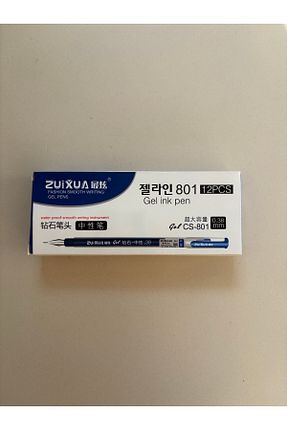 ZUiXUA 最炫
FASHION SMOOTH WRITING
GEL PENS
젤라인 801 12PCS
Gel ink pen
water-proof smooth writing instrument
钻石笔头 中性笔
超大容量
Gel CS-801
0.38
mm